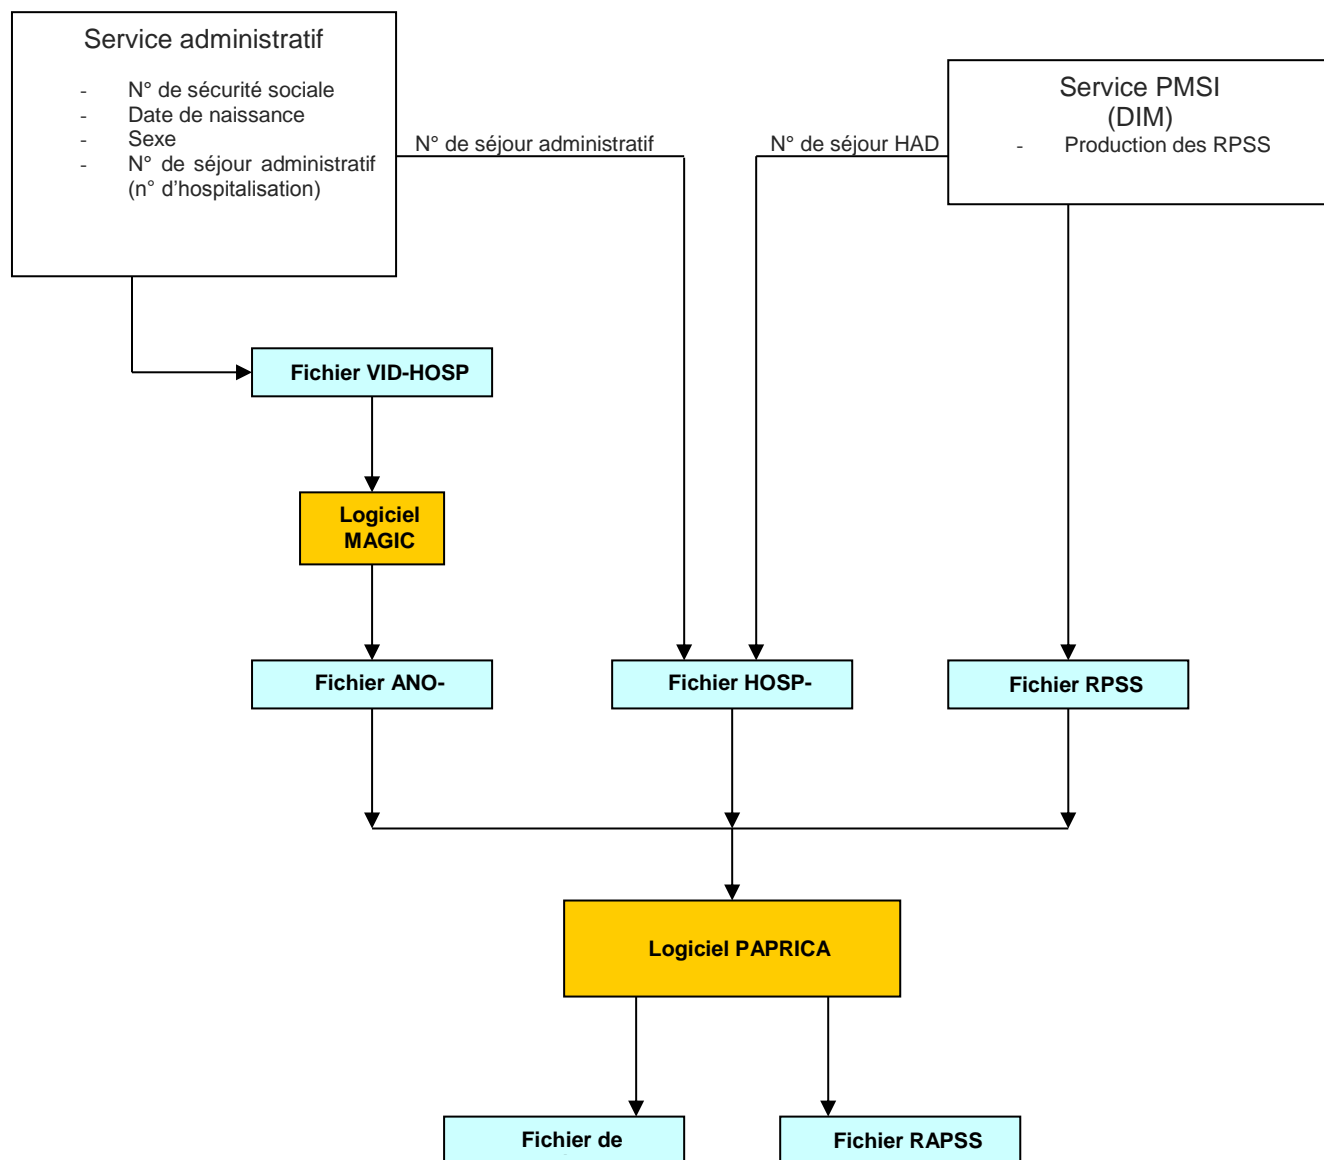 Service administratif
- N° de sécurité sociale
- Date de naissance
- Sexe
- N° de séjour administratif
(n° d'hospitalisation)
N° de séjour administratif
N° de séjour HAD
Service PMSI
(DIM)
- Production des RPSS
Fichier VID-HOSP
Logiciel
MAGIC
Fichier ANO-
Fichier HOSP-
Fichier RPSS
Logiciel PAPRICA
Fichier de
Fichier RAPSS